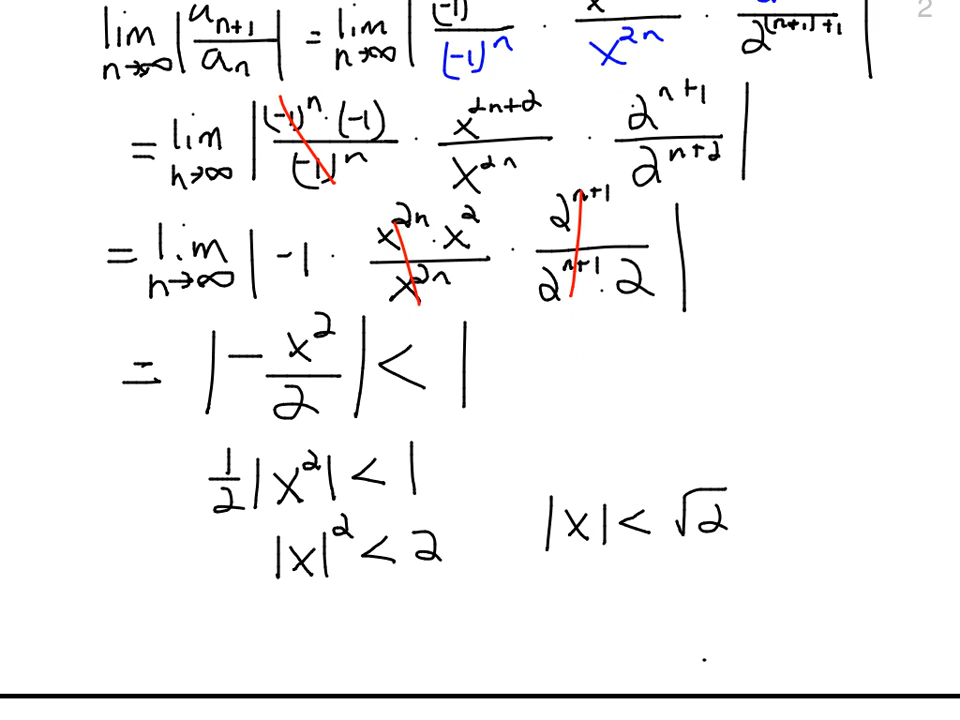 2
lim n→∞ |a_{n+1}/a_n| = lim n→∞ | (-1)/(-1)^n · x/x^{2n} · /2^{(n+1)+1} |
= lim n→∞ | (-1)^n · (-1)/(-1)^n · x^{2n+2}/x^{2n} · 2^{n+1}/2^{n+2} |
= lim n→∞ | -1 · x^{2n} · x^2/x^{2n} · 2^{n+1}/2^{n+1} · 2 |
= |- x^2/2| < 1
1/2 |x^2| < 1
|x|^2 < 2 |x| < √2